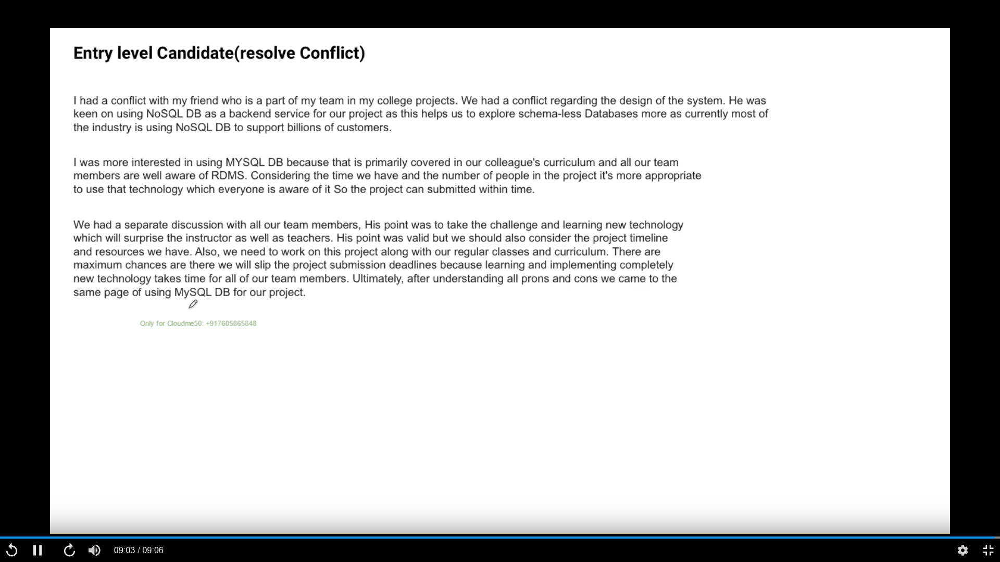 Entry level Candidate(resolve Conflict)
I had a conflict with my friend who is a part of my team in my college projects. We had a conflict regarding the design of the system. He was
keen on using NoSQL DB as a backend service for our project as this helps us to explore schema-less Databases more as currently most of
the industry is using NoSQL DB to support billions of customers.
I was more interested in using MYSQL DB because that is primarily covered in our colleague's curriculum and all our team
members are well aware of RDMS. Considering the time we have and the number of people in the project it's more appropriate
to use that technology which everyone is aware of it So the project can submitted within time.
We had a separate discussion with all our team members, His point was to take the challenge and learning new technology
which will surprise the instructor as well as teachers. His point was valid but we should also consider the project timeline
and resources we have. Also, we need to work on this project along with our regular classes and curriculum. There are
maximum chances are there we will slip the project submission deadlines because learning and implementing completely
new technology takes time for all of our team members. Ultimately, after understanding all prons and cons we came to the
same page of using MySQL DB for our project.
Only for Cloudme50: +917605865848
09:03 / 09:06